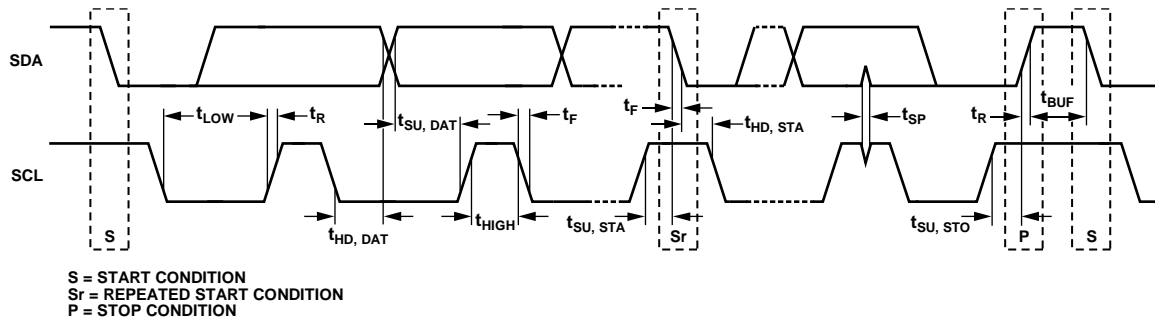 SDA
tLOW
tR
tSU, DAT
tF
tF
tHD, STA
tSP
tR
tBUF
SCL
S
tHD, DAT
tHIGH
tSU, STA
Sr
tSU, STO
P
S
S = START CONDITION
Sr = REPEATED START CONDITION
P = STOP CONDITION